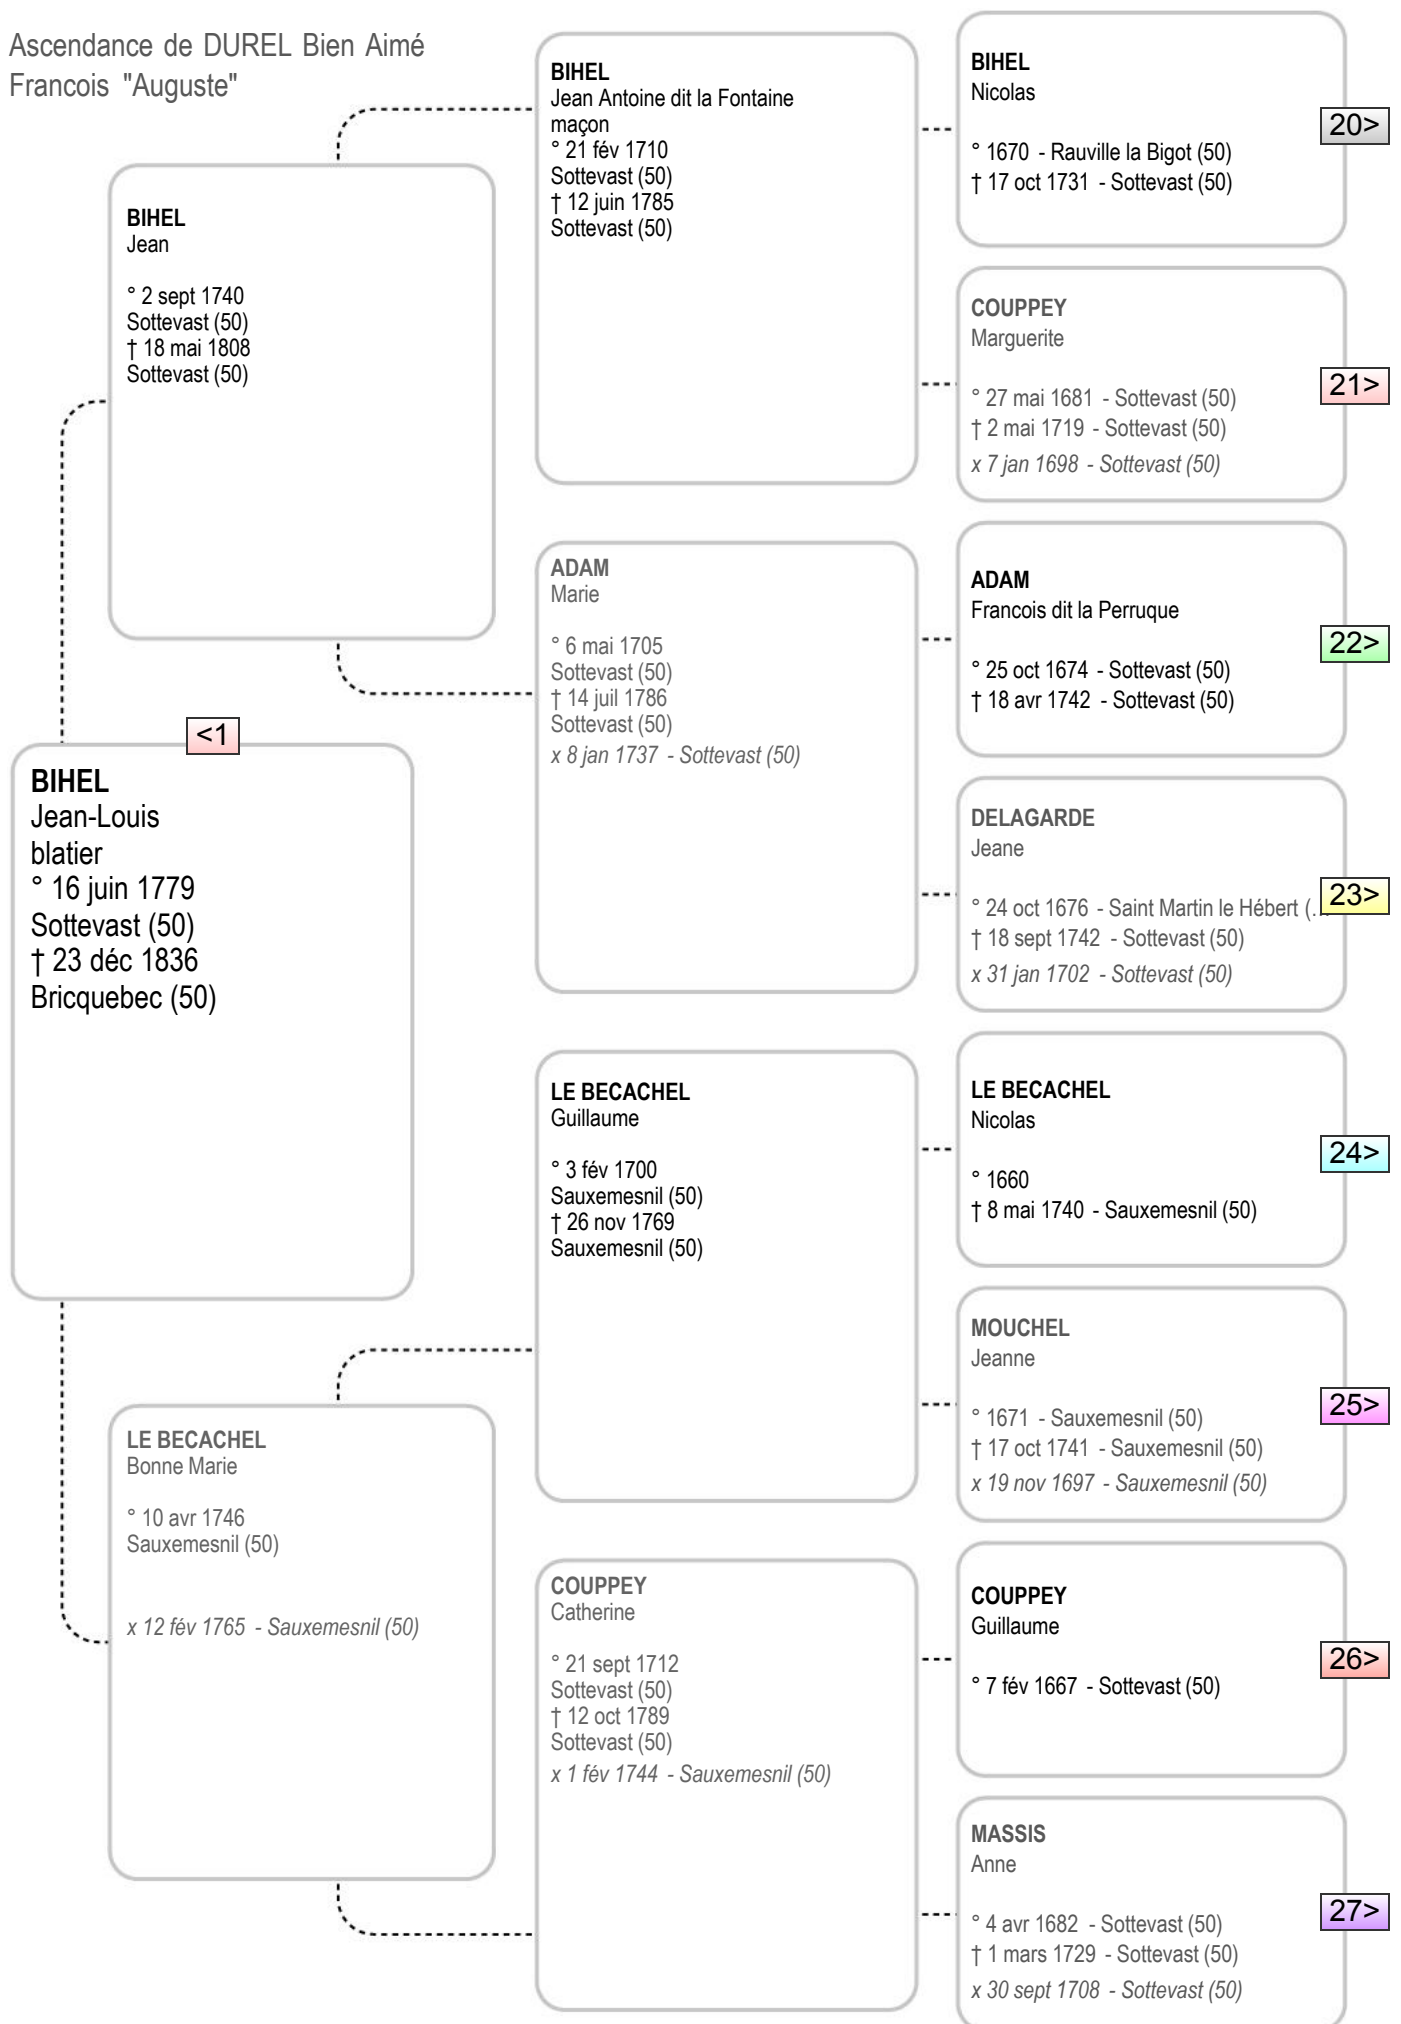 Ascendance de DUREL Bien Aimé
Francois "Auguste"
<1
BIHEL
Jean-Louis
blatier
° 16 juin 1779
Sottevast (50)
† 23 déc 1836
Bricquebec (50)
BIHEL
Jean
° 2 sept 1740
Sottevast (50)
† 18 mai 1808
Sottevast (50)
LE BECACHEL
Bonne Marie
° 10 avr 1746
Sauxemesnil (50)
x 12 fév 1765 - Sauxemesnil (50)
BIHEL
Jean Antoine dit la Fontaine
maçon
° 21 fév 1710
Sottevast (50)
† 12 juin 1785
Sottevast (50)
ADAM
Marie
° 6 mai 1705
Sottevast (50)
† 14 juil 1786
Sottevast (50)
x 8 jan 1737 - Sottevast (50)
LE BECACHEL
Guillaume
° 3 fév 1700
Sauxemesnil (50)
† 26 nov 1769
Sauxemesnil (50)
COUPPEY
Catherine
° 21 sept 1712
Sottevast (50)
† 12 oct 1789
Sottevast (50)
x 1 fév 1744 - Sauxemesnil (50)
BIHEL
Nicolas
20>
° 1670 - Rauville la Bigot (50)
† 17 oct 1731 - Sottevast (50)
COUPPEY
Marguerite
21>
° 27 mai 1681 - Sottevast (50)
† 2 mai 1719 - Sottevast (50)
x 7 jan 1698 - Sottevast (50)
ADAM
Francois dit la Perruque
22>
° 25 oct 1674 - Sottevast (50)
† 18 avr 1742 - Sottevast (50)
DELAGARDE
Jeane
23>
° 24 oct 1676 - Saint Martin le Hébert (...
† 18 sept 1742 - Sottevast (50)
x 31 jan 1702 - Sottevast (50)
LE BECACHEL
Nicolas
24>
° 1660
† 8 mai 1740 - Sauxemesnil (50)
MOUCHEL
Jeanne
25>
° 1671 - Sauxemesnil (50)
† 17 oct 1741 - Sauxemesnil (50)
x 19 nov 1697 - Sauxemesnil (50)
COUPPEY
Guillaume
26>
° 7 fév 1667 - Sottevast (50)
MASSIS
Anne
27>
° 4 avr 1682 - Sottevast (50)
† 1 mars 1729 - Sottevast (50)
x 30 sept 1708 - Sottevast (50)